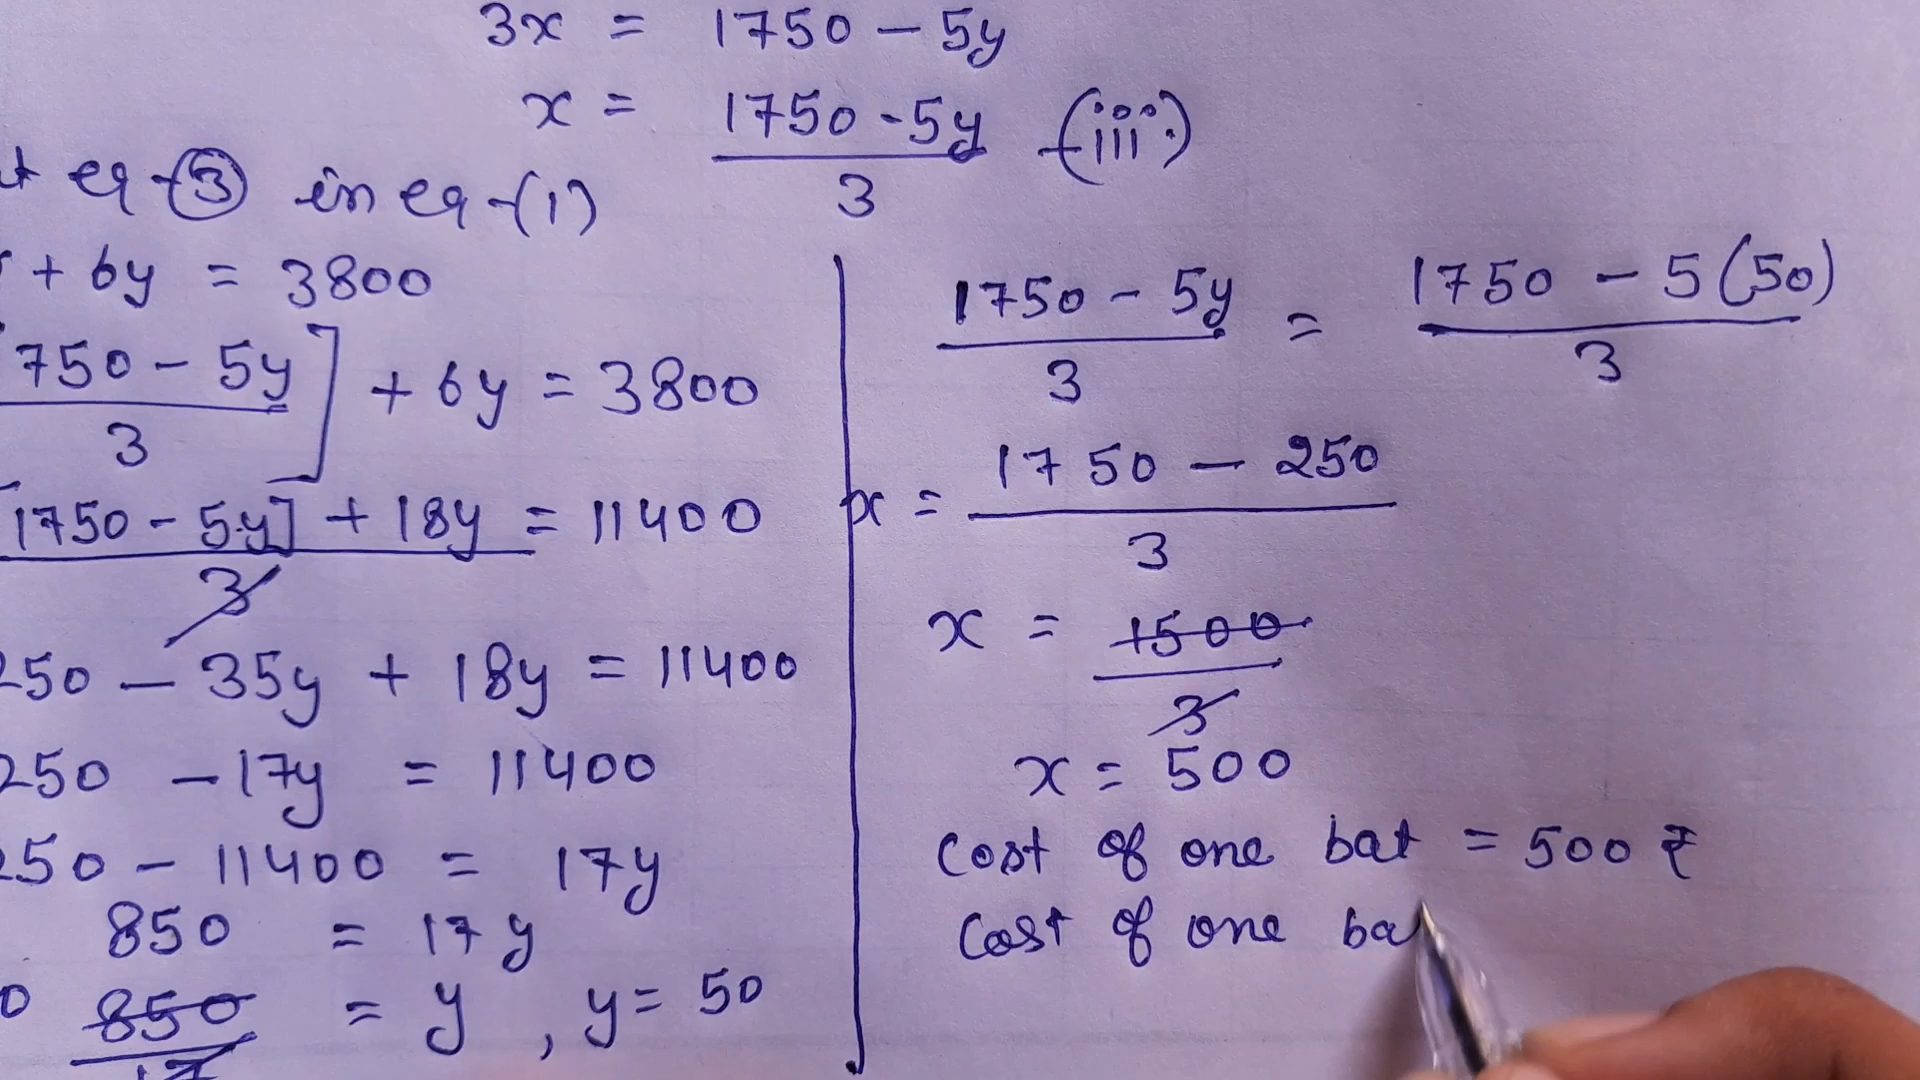 3x = 1750 - 5y
x = 1750 - 5y (iii)
3
eq-(3) in eq-(1)
+ 6y = 3800
750 - 5y ] + 6y = 3800
3
[1750 - 5y] + 18y = 11400
3
250 - 35y + 18y = 11400
250 - 17y = 11400
250 - 11400 = 17y
850 = 17y
850 = y , y = 50
17
1750 - 5y = 1750 - 5(50)
3 3
x = 1750 - 250
3
x = 1500
3
x = 500
Cost of one bat = 500 ₹
Cost of one ba